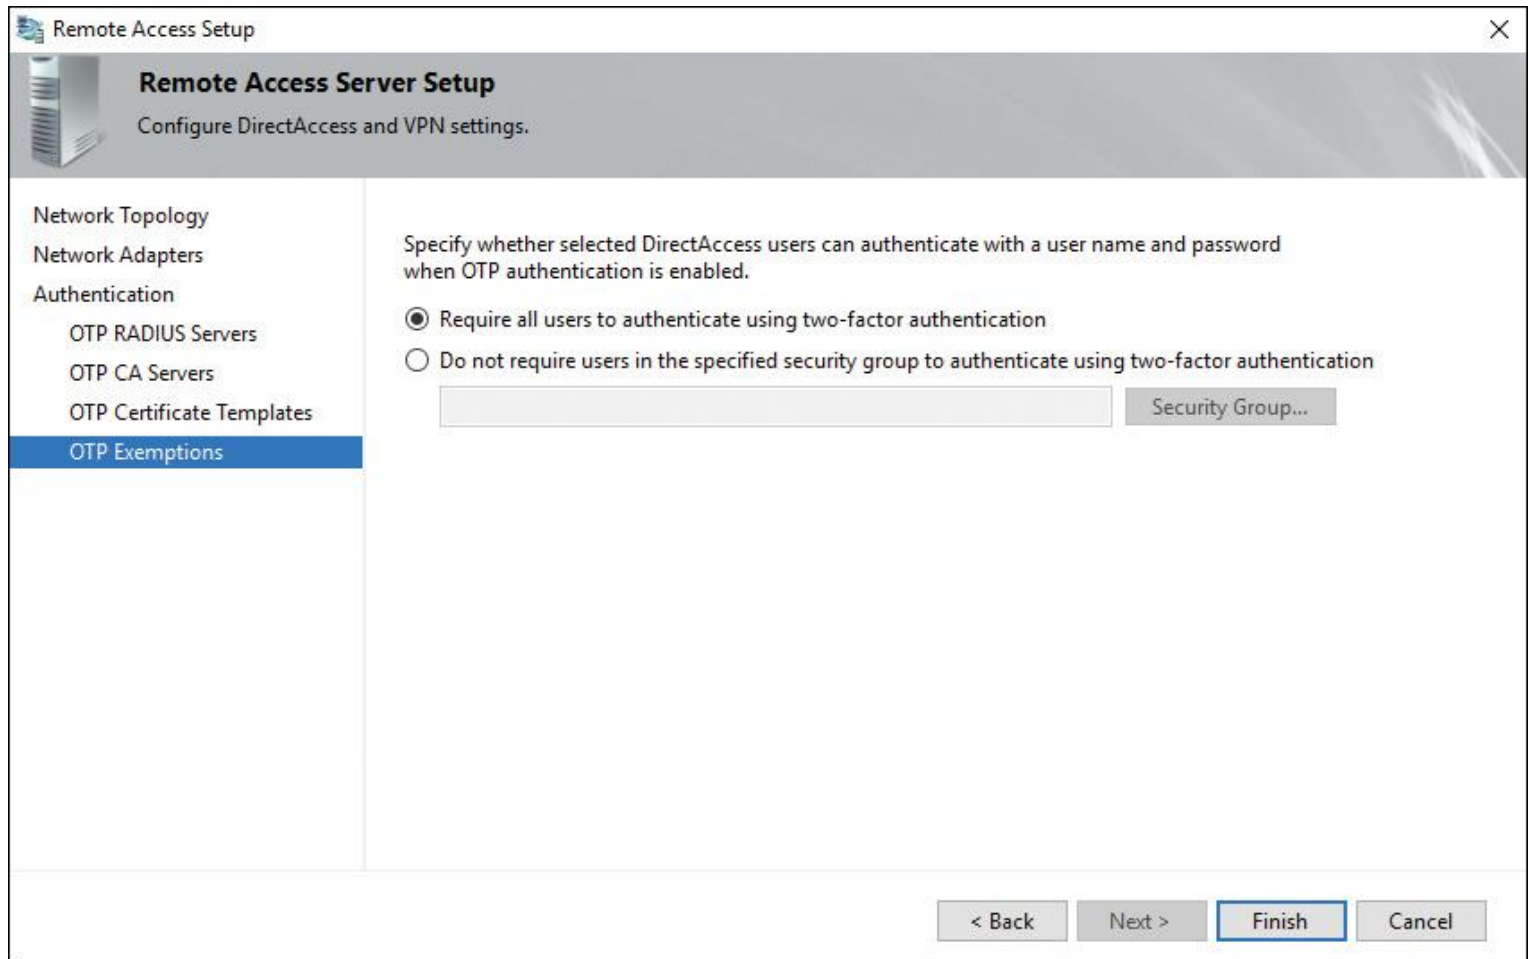 Remote Access Setup
Remote Access Server Setup
Configure DirectAccess and VPN settings.
Network Topology
Network Adapters
Authentication
OTP RADIUS Servers
OTP CA Servers
OTP Certificate Templates
OTP Exemptions
Specify whether selected DirectAccess users can authenticate with a user name and password
when OTP authentication is enabled.
Require all users to authenticate using two-factor authentication
Do not require users in the specified security group to authenticate using two-factor authentication
Security Group...
< Back
Next >
Finish
Cancel